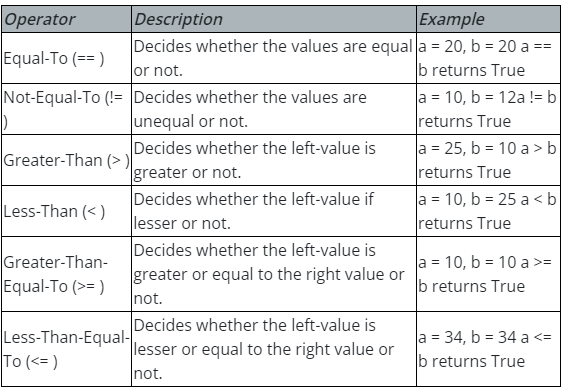 Operator Description Example
Equal-To (== ) Decides whether the values are equal a = 20, b = 20 a ==
or not. b returns True
Not-Equal-To (!= Decides whether the values are a = 10, b = 12a != b
) unequal or not. returns True
Greater-Than (> ) Decides whether the left-value is a = 25, b = 10 a > b
greater or not. returns True
Less-Than (< ) Decides whether the left-value if a = 10, b = 25 a < b
lesser or not. returns True
Greater-Than- Decides whether the left-value is a = 10, b = 10 a >=
Equal-To (>= ) greater or equal to the right value or b returns True
not.
Less-Than-Equal- Decides whether the left-value is a = 34, b = 34 a <=
To (<= ) lesser or equal to the right value or b returns True
not.